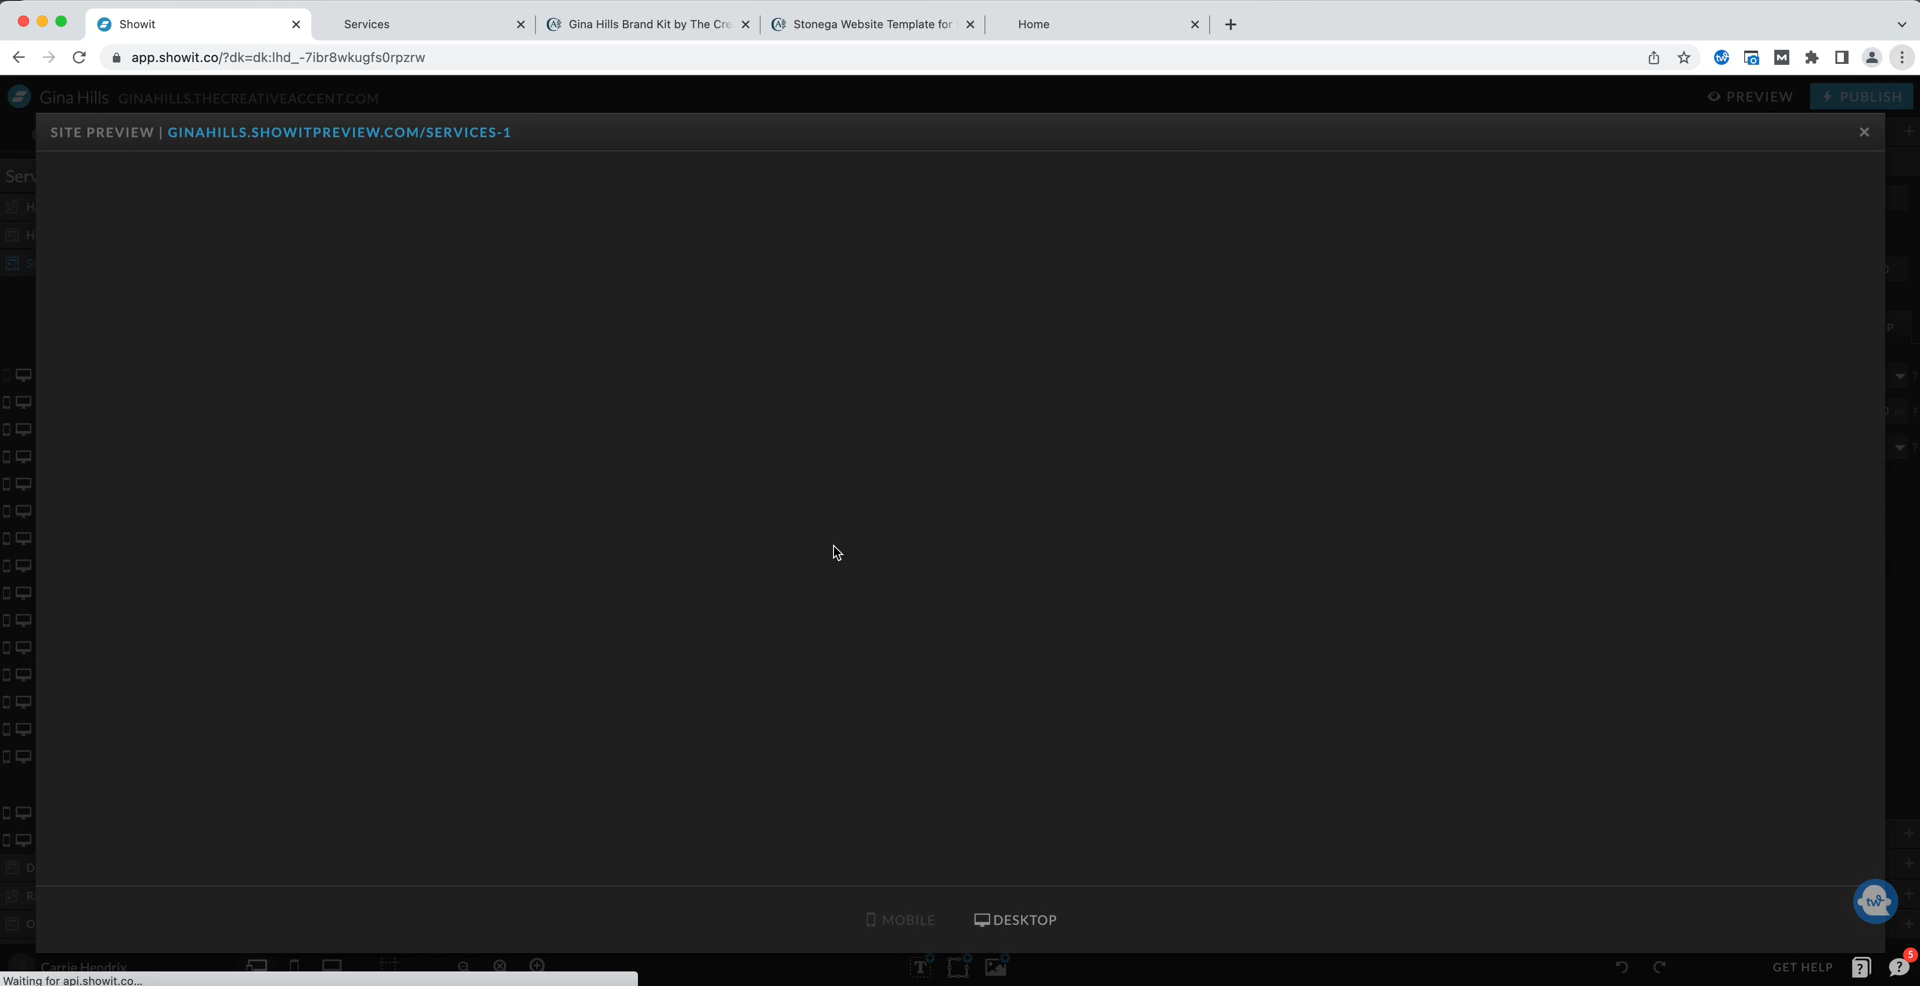 Showit
Services
Gina Hills Brand Kit by The Cre
Stonega Website Template for
Home
app.showit.co/?dk=dk:lhd_-7ibr8wkugfs0rpzrw
Gina Hills GINAHILLS.THECREATIVEACCENT.COM
PREVIEW
PUBLISH
SITE PREVIEW | GINAHILLS.SHOWITPREVIEW.COM/SERVICES-1
MOBILE
DESKTOP
Carrie Hendrix
GET HELP
5
Waiting for api.showit.co...